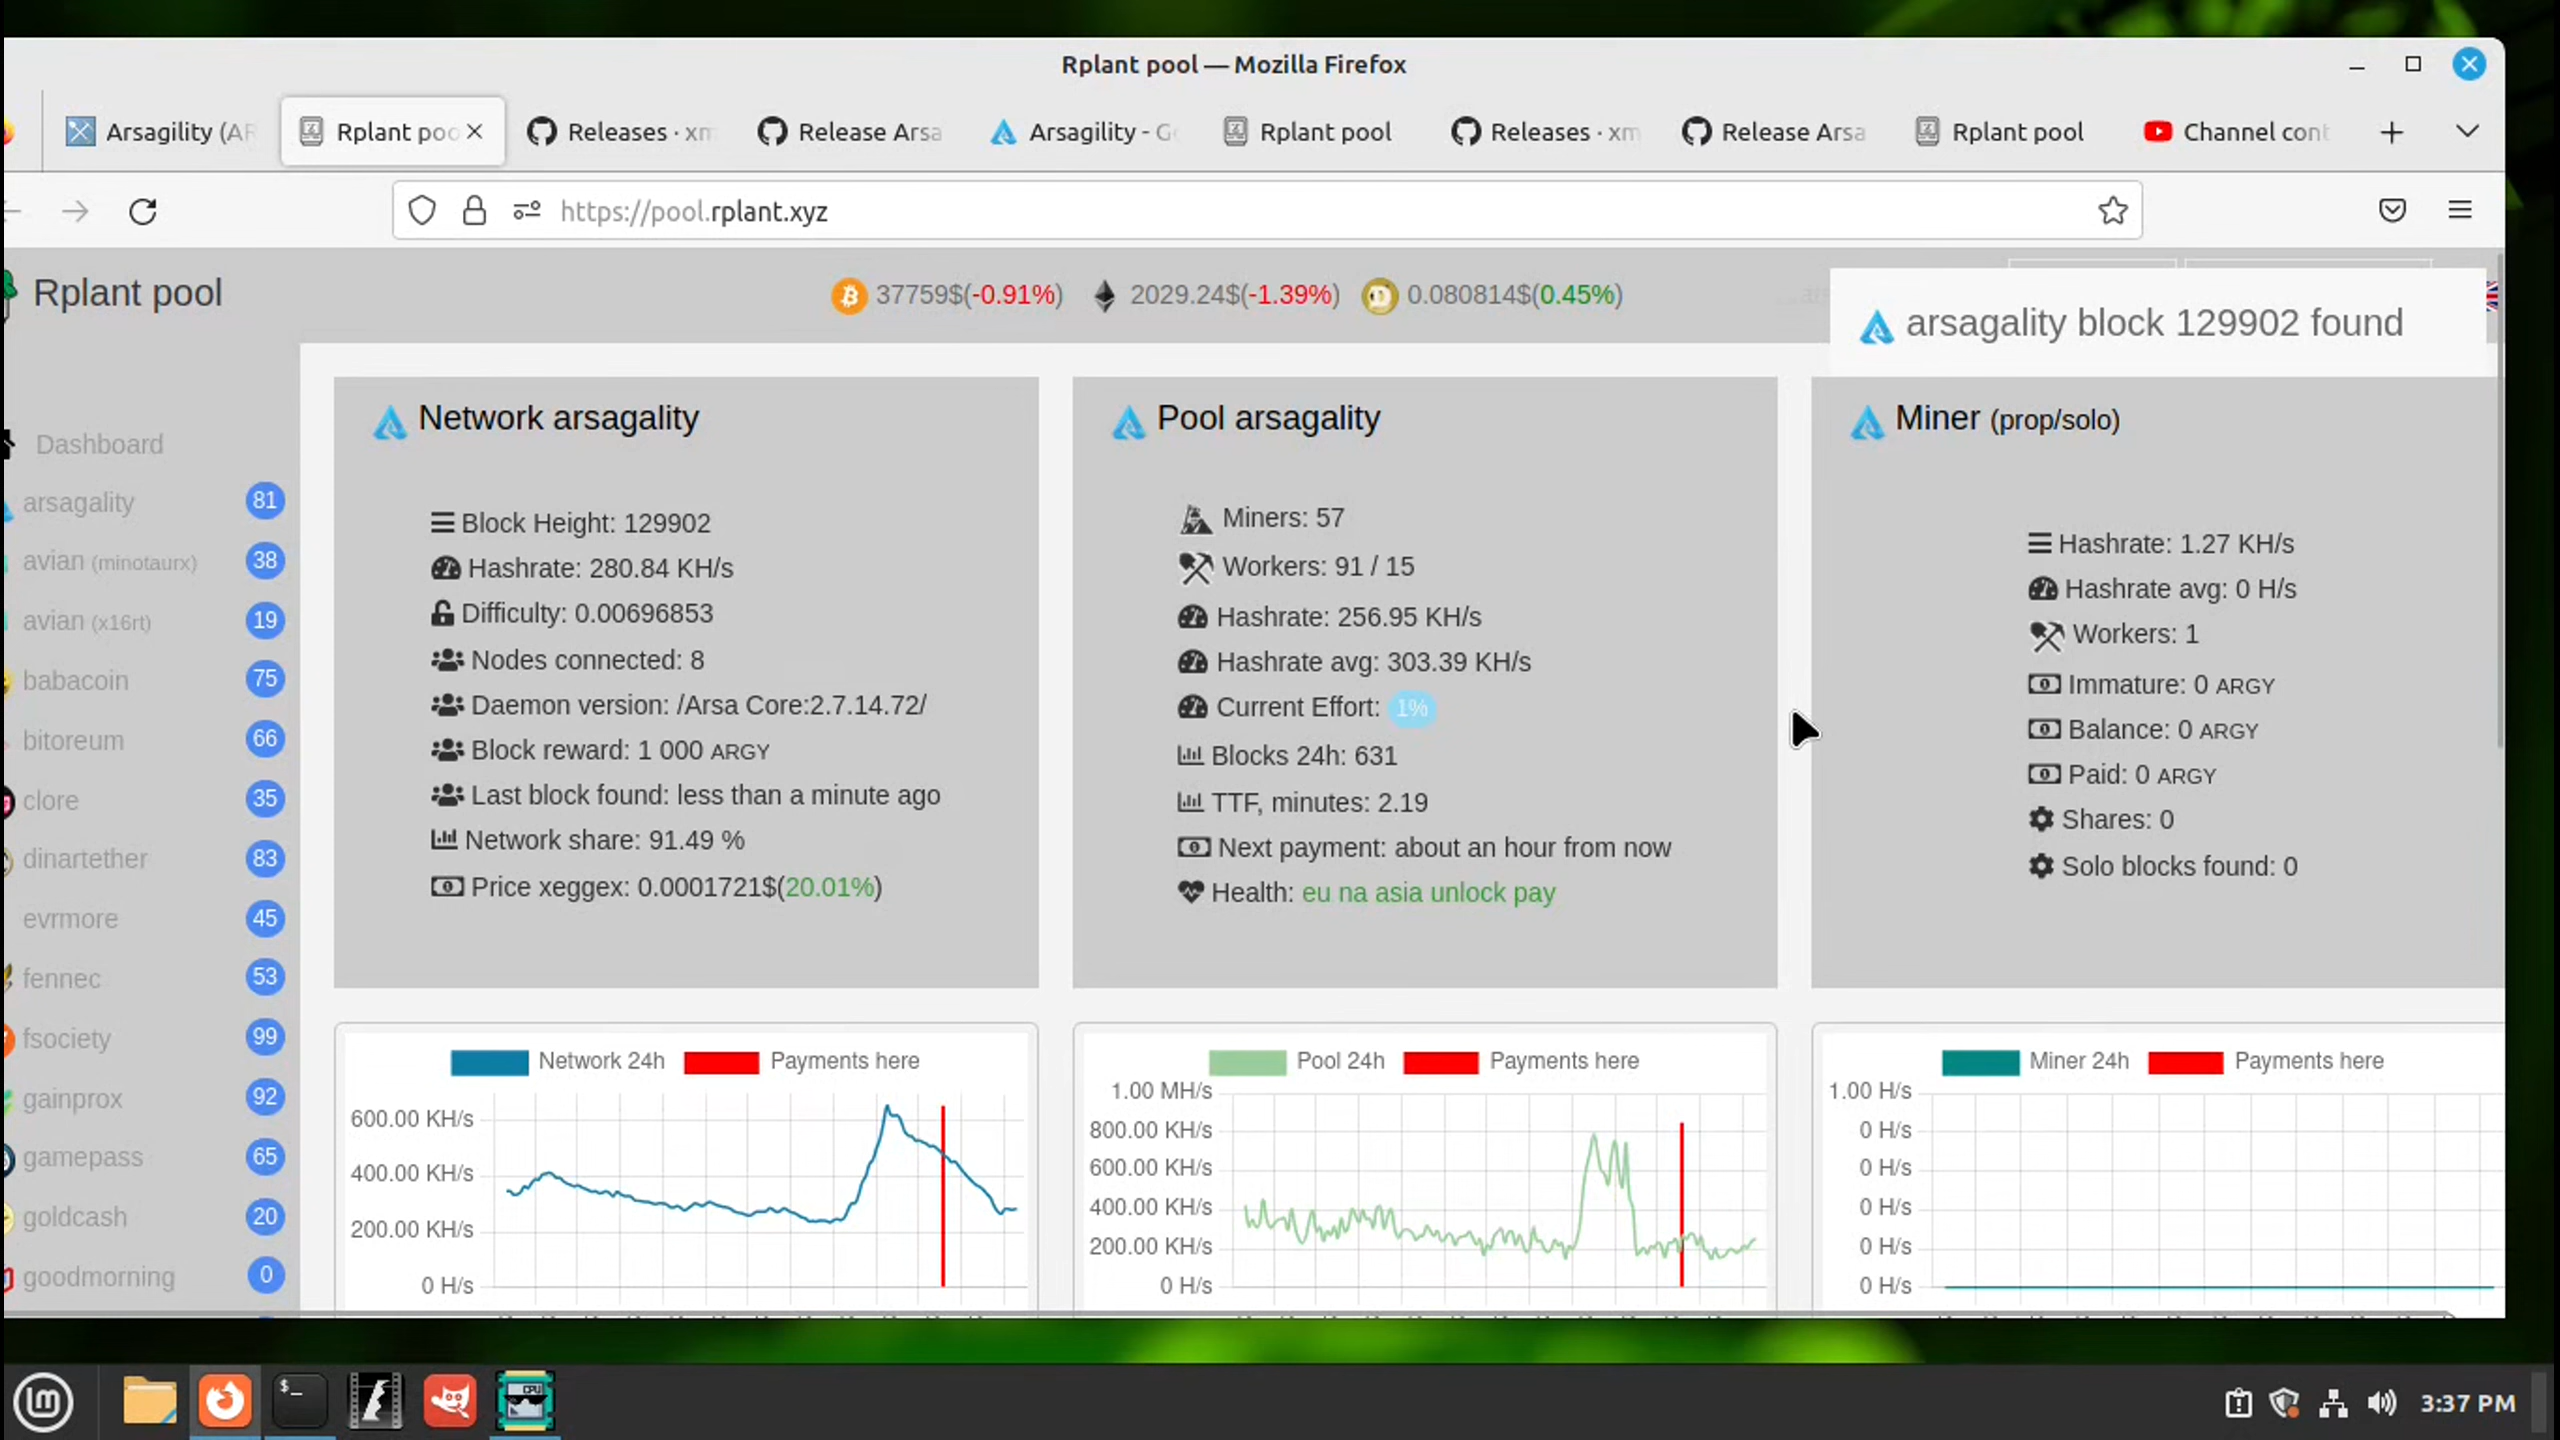 Rplant pool — Mozilla Firefox
Arsagility (AR
Rplant poo
Releases · xm
Release Arsa
Arsagility - Ge
Rplant pool
Releases · xm
Release Arsa
Rplant pool
Channel cont
https://pool.rplant.xyz
Rplant pool
37759$(-0.91%)
2029.24$(-1.39%)
0.080814$(0.45%)
arsagality block 129902 found
Dashboard
arsagality 81
avian (minotaurx) 38
avian (x16rt) 19
babacoin 75
bitoreum 66
clore 35
dinartether 83
evrmore 45
fennec 53
fsociety 99
gainprox 92
gamepass 65
goldcash 20
goodmorning 0
Network arsagality
Block Height: 129902
Hashrate: 280.84 KH/s
Difficulty: 0.00696853
Nodes connected: 8
Daemon version: /Arsa Core:2.7.14.72/
Block reward: 1 000 ARGY
Last block found: less than a minute ago
Network share: 91.49 %
Price xeggex: 0.0001721$(20.01%)
Pool arsagality
Miners: 57
Workers: 91 / 15
Hashrate: 256.95 KH/s
Hashrate avg: 303.39 KH/s
Current Effort: 1%
Blocks 24h: 631
TTF, minutes: 2.19
Next payment: about an hour from now
Health: eu na asia unlock pay
Miner (prop/solo)
Hashrate: 1.27 KH/s
Hashrate avg: 0 H/s
Workers: 1
Immature: 0 ARGY
Balance: 0 ARGY
Paid: 0 ARGY
Shares: 0
Solo blocks found: 0
Network 24h
Payments here
600.00 KH/s
400.00 KH/s
200.00 KH/s
0 H/s
Pool 24h
Payments here
1.00 MH/s
800.00 KH/s
600.00 KH/s
400.00 KH/s
200.00 KH/s
0 H/s
Miner 24h
Payments here
1.00 H/s
0 H/s
0 H/s
0 H/s
0 H/s
0 H/s
CPU
3:37 PM